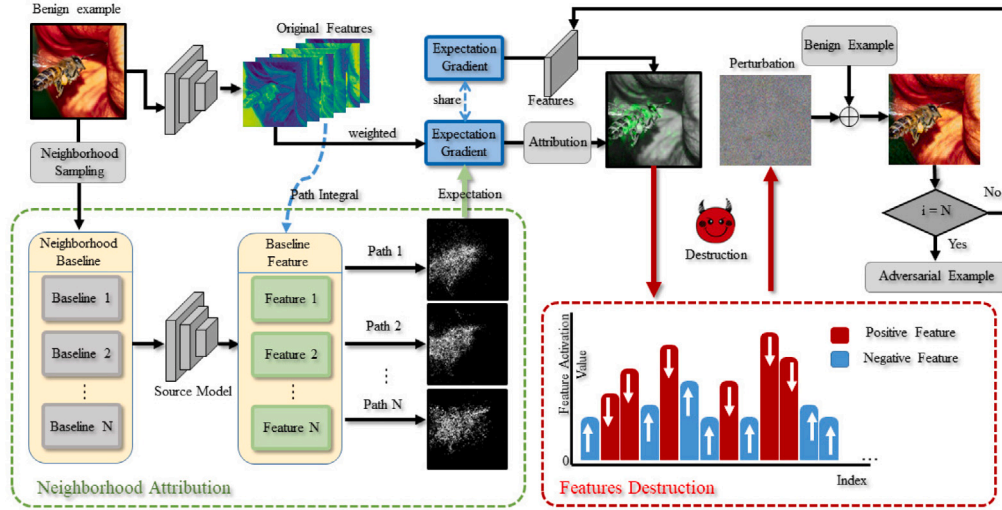 Benign example
Original Features
Expectation
Gradient
share
Expectation
Gradient
weighted
Features
Attribution
Perturbation
Benign Example
No
i = N
Yes
Adversarial Example
Neighborhood
Sampling
Path Integral
Expectation
Destruction
Neighborhood
Baseline
Baseline 1
Baseline 2
⋮
Baseline N
Source Model
Baseline
Feature
Feature 1
Feature 2
⋮
Feature N
Path 1
Path 2
⋮
Path N
Neighborhood Attribution
Feature Activation
Value
0
Positive Feature
Negative Feature
...
Index
Features Destruction